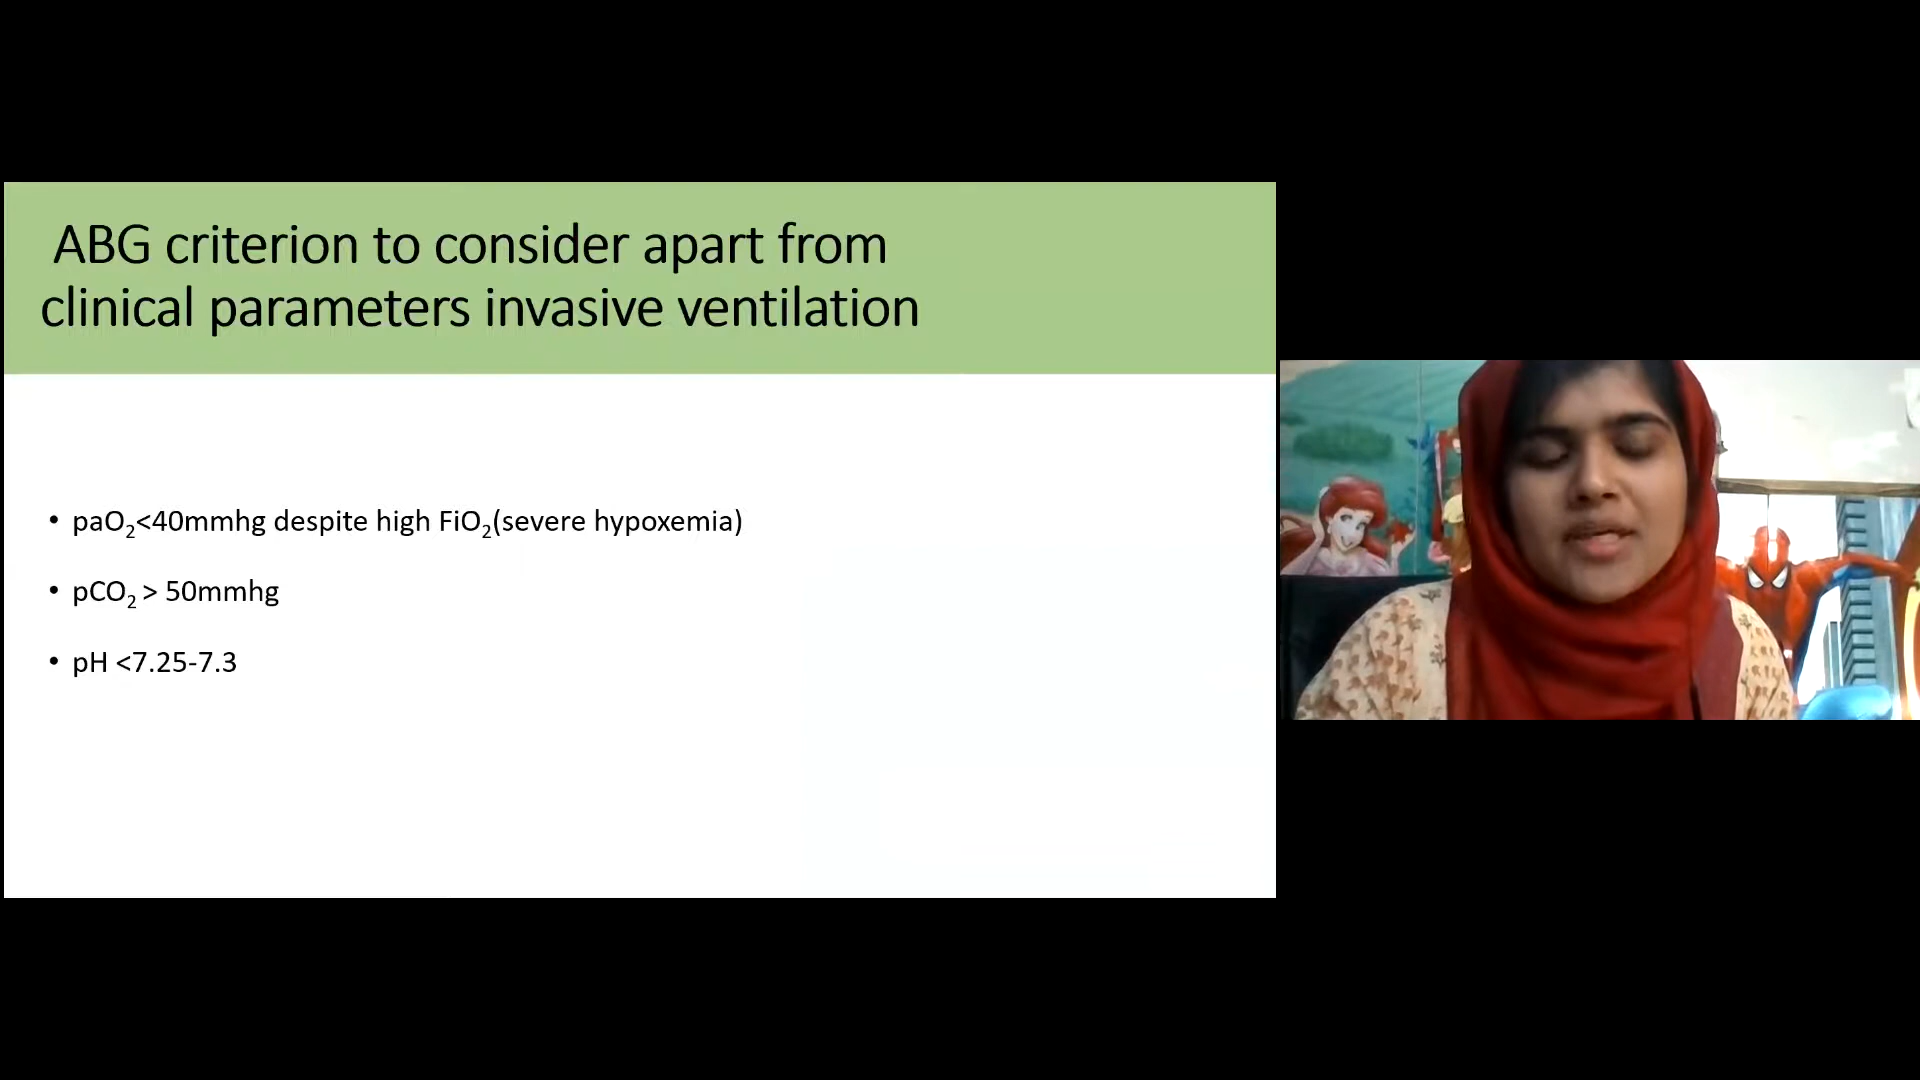 ABG criterion to consider apart from
clinical parameters invasive ventilation
• paO₂<40mmhg despite high FiO₂(severe hypoxemia)
• pCO₂ > 50mmhg
• pH <7.25-7.3